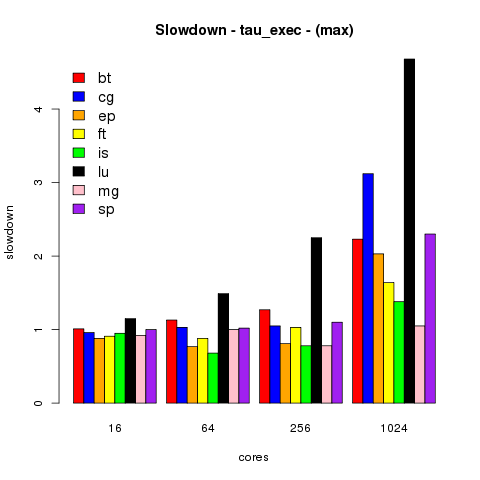 Slowdown - tau_exec - (max)
bt
cg
ep
ft
is
lu
mg
sp
slowdown
4
3
2
1
0
16 64 256 1024
cores